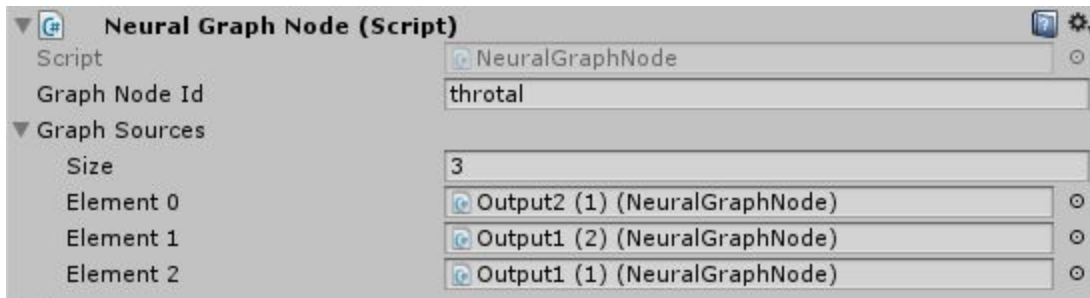 Neural Graph Node (Script)
Script NeuralGraphNode
Graph Node Id throtal
Graph Sources
Size 3
Element 0 Output2 (1) (NeuralGraphNode)
Element 1 Output1 (2) (NeuralGraphNode)
Element 2 Output1 (1) (NeuralGraphNode)